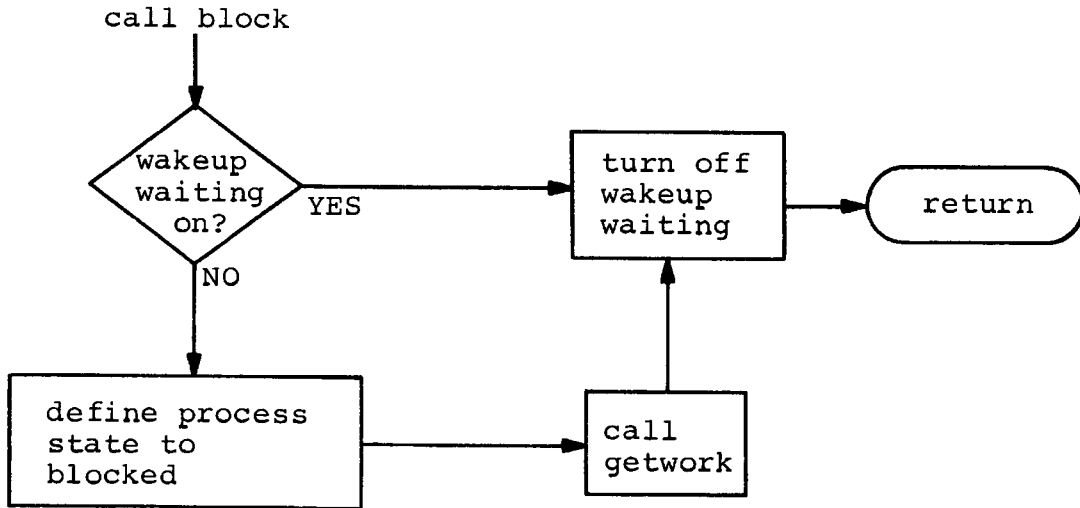 call block
wakeup
waiting
on?
YES
turn off
wakeup
waiting
return
NO
define process
state to
blocked
call
getwork